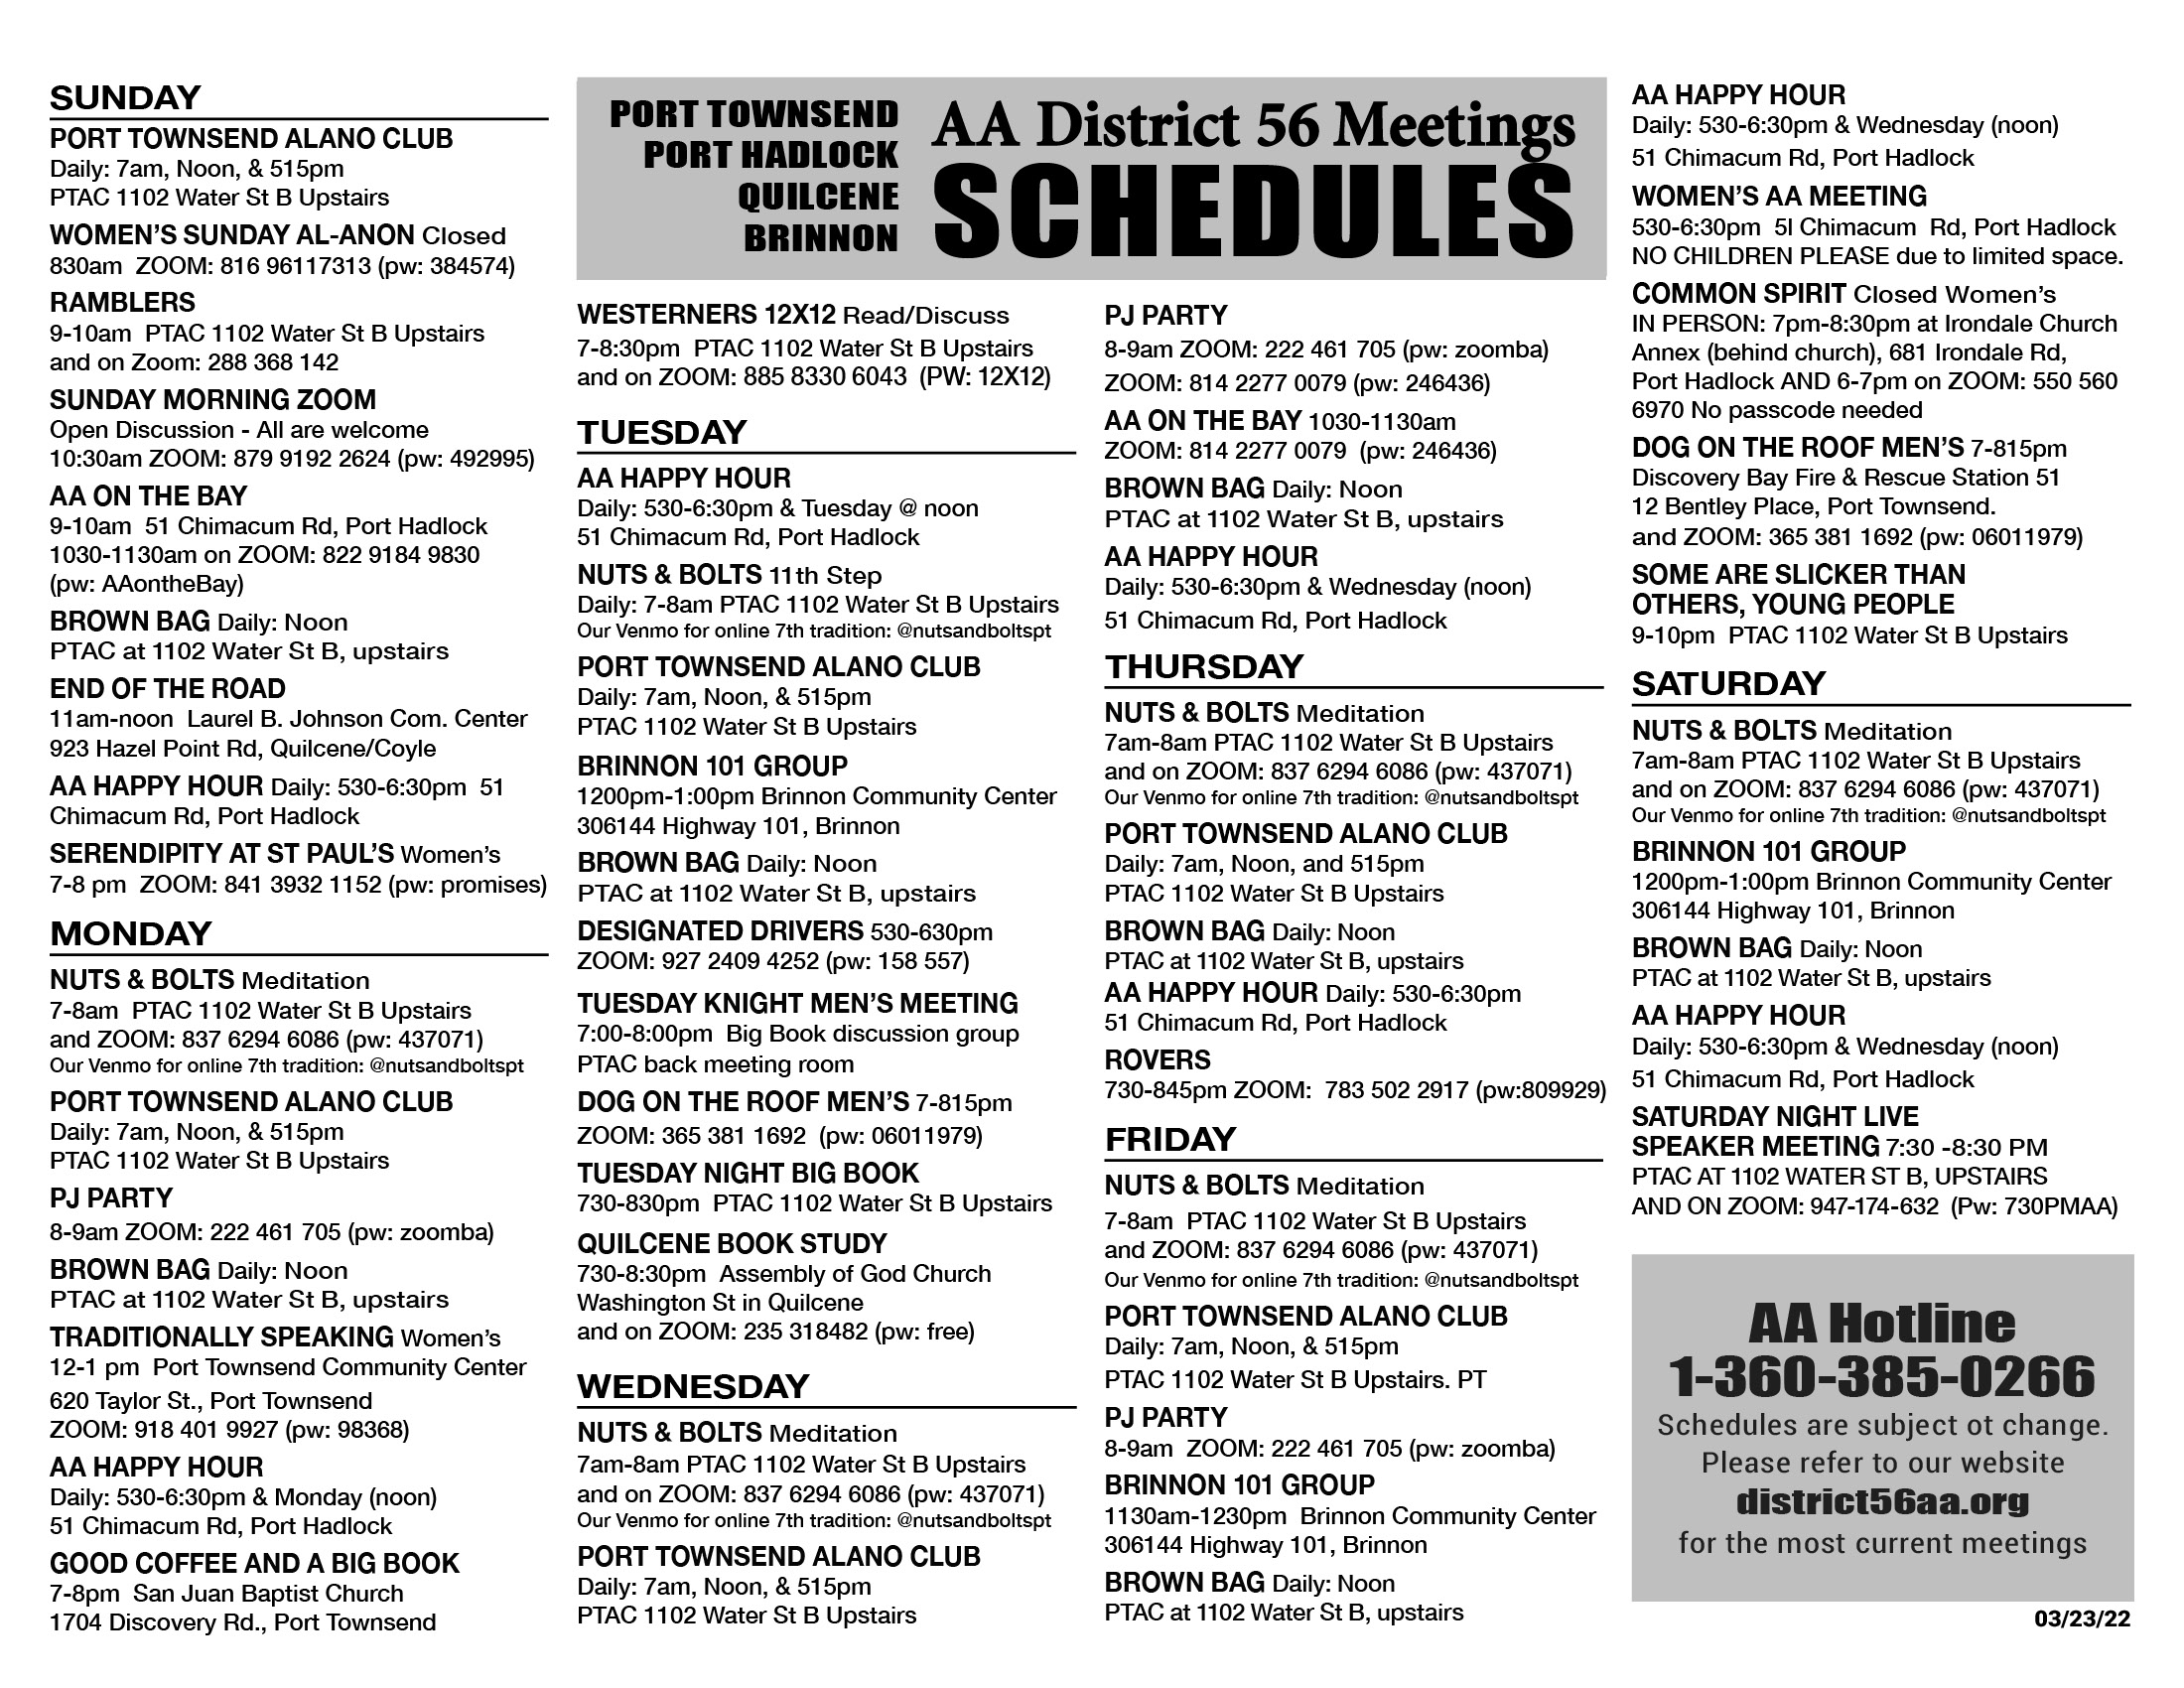 SUNDAY
PORT TOWNSEND ALANO CLUB
Daily: 7am, Noon, & 515pm
PTAC 1102 Water St B Upstairs
WOMEN'S SUNDAY AL-ANON Closed
830am ZOOM: 816 96117313 (pw: 384574)
RAMBLERS
9-10am PTAC 1102 Water St B Upstairs
and on Zoom: 288 368 142
SUNDAY MORNING ZOOM
Open Discussion - All are welcome
10:30am ZOOM: 879 9192 2624 (pw: 492995)
AA ON THE BAY
9-10am 51 Chimacum Rd, Port Hadlock
1030-1130am on ZOOM: 822 9184 9830
(pw: AAontheBay)
BROWN BAG Daily: Noon
PTAC at 1102 Water St B, upstairs
END OF THE ROAD
11am-noon Laurel B. Johnson Com. Center
923 Hazel Point Rd, Quilcene/Coyle
AA HAPPY HOUR Daily: 530-6:30pm 51
Chimacum Rd, Port Hadlock
SERENDIPITY AT ST PAUL'S Women's
7-8 pm ZOOM: 841 3932 1152 (pw: promises)
MONDAY
NUTS & BOLTS Meditation
7-8am PTAC 1102 Water St B Upstairs
and ZOOM: 837 6294 6086 (pw: 437071)
Our Venmo for online 7th tradition: @nutsandboltspt
PORT TOWNSEND ALANO CLUB
Daily: 7am, Noon, & 515pm
PTAC 1102 Water St B Upstairs
PJ PARTY
8-9am ZOOM: 222 461 705 (pw: zoomba)
BROWN BAG Daily: Noon
PTAC at 1102 Water St B, upstairs
TRADITIONALLY SPEAKING Women's
12-1 pm Port Townsend Community Center
620 Taylor St., Port Townsend
ZOOM: 918 401 9927 (pw: 98368)
AA HAPPY HOUR
Daily: 530-6:30pm & Monday (noon)
51 Chimacum Rd, Port Hadlock
GOOD COFFEE AND A BIG BOOK
7-8pm San Juan Baptist Church
1704 Discovery Rd., Port Townsend
PORT TOWNSEND
PORT HADLOCK
QUILCENE
BRINNON
AA District 56 Meetings
SCHEDULES
WESTERNERS 12X12 Read/Discuss
7-8:30pm PTAC 1102 Water St B Upstairs
and on ZOOM: 885 8330 6043 (PW: 12X12)
TUESDAY
AA HAPPY HOUR
Daily: 530-6:30pm & Tuesday @ noon
51 Chimacum Rd, Port Hadlock
NUTS & BOLTS 11th Step
Daily: 7-8am PTAC 1102 Water St B Upstairs
Our Venmo for online 7th tradition: @nutsandboltspt
PORT TOWNSEND ALANO CLUB
Daily: 7am, Noon, & 515pm
PTAC 1102 Water St B Upstairs
BRINNON 101 GROUP
1200pm-1:00pm Brinnon Community Center
306144 Highway 101, Brinnon
BROWN BAG Daily: Noon
PTAC at 1102 Water St B, upstairs
DESIGNATED DRIVERS 530-630pm
ZOOM: 927 2409 4252 (pw: 158 557)
TUESDAY KNIGHT MEN'S MEETING
7:00-8:00pm Big Book discussion group
PTAC back meeting room
DOG ON THE ROOF MEN'S 7-815pm
ZOOM: 365 381 1692 (pw: 06011979)
TUESDAY NIGHT BIG BOOK
730-830pm PTAC 1102 Water St B Upstairs
QUILCENE BOOK STUDY
730-8:30pm Assembly of God Church
Washington St in Quilcene
and on ZOOM: 235 318482 (pw: free)
WEDNESDAY
NUTS & BOLTS Meditation
7am-8am PTAC 1102 Water St B Upstairs
and on ZOOM: 837 6294 6086 (pw: 437071)
Our Venmo for online 7th tradition: @nutsandboltspt
PORT TOWNSEND ALANO CLUB
Daily: 7am, Noon, & 515pm
PTAC 1102 Water St B Upstairs
PJ PARTY
8-9am ZOOM: 222 461 705 (pw: zoomba)
ZOOM: 814 2277 0079 (pw: 246436)
AA ON THE BAY 1030-1130am
ZOOM: 814 2277 0079 (pw: 246436)
BROWN BAG Daily: Noon
PTAC at 1102 Water St B, upstairs
AA HAPPY HOUR
Daily: 530-6:30pm & Wednesday (noon)
51 Chimacum Rd, Port Hadlock
THURSDAY
NUTS & BOLTS Meditation
7am-8am PTAC 1102 Water St B Upstairs
and on ZOOM: 837 6294 6086 (pw: 437071)
Our Venmo for online 7th tradition: @nutsandboltspt
PORT TOWNSEND ALANO CLUB
Daily: 7am, Noon, and 515pm
PTAC 1102 Water St B Upstairs
BROWN BAG Daily: Noon
PTAC at 1102 Water St B, upstairs
AA HAPPY HOUR Daily: 530-6:30pm
51 Chimacum Rd, Port Hadlock
ROVERS
730-845pm ZOOM: 783 502 2917 (pw:809929)
FRIDAY
NUTS & BOLTS Meditation
7-8am PTAC 1102 Water St B Upstairs
and ZOOM: 837 6294 6086 (pw: 437071)
Our Venmo for online 7th tradition: @nutsandboltspt
PORT TOWNSEND ALANO CLUB
Daily: 7am, Noon, & 515pm
PTAC 1102 Water St B Upstairs. PT
PJ PARTY
8-9am ZOOM: 222 461 705 (pw: zoomba)
BRINNON 101 GROUP
1130am-1230pm Brinnon Community Center
306144 Highway 101, Brinnon
BROWN BAG Daily: Noon
PTAC at 1102 Water St B, upstairs
AA HAPPY HOUR
Daily: 530-6:30pm & Wednesday (noon)
51 Chimacum Rd, Port Hadlock
WOMEN'S AA MEETING
530-6:30pm 5l Chimacum Rd, Port Hadlock
NO CHILDREN PLEASE due to limited space.
COMMON SPIRIT Closed Women's
IN PERSON: 7pm-8:30pm at Irondale Church
Annex (behind church), 681 Irondale Rd,
Port Hadlock AND 6-7pm on ZOOM: 550 560
6970 No passcode needed
DOG ON THE ROOF MEN'S 7-815pm
Discovery Bay Fire & Rescue Station 51
12 Bentley Place, Port Townsend.
and ZOOM: 365 381 1692 (pw: 06011979)
SOME ARE SLICKER THAN
OTHERS, YOUNG PEOPLE
9-10pm PTAC 1102 Water St B Upstairs
SATURDAY
NUTS & BOLTS Meditation
7am-8am PTAC 1102 Water St B Upstairs
and on ZOOM: 837 6294 6086 (pw: 437071)
Our Venmo for online 7th tradition: @nutsandboltspt
BRINNON 101 GROUP
1200pm-1:00pm Brinnon Community Center
306144 Highway 101, Brinnon
BROWN BAG Daily: Noon
PTAC at 1102 Water St B, upstairs
AA HAPPY HOUR
Daily: 530-6:30pm & Wednesday (noon)
51 Chimacum Rd, Port Hadlock
SATURDAY NIGHT LIVE
SPEAKER MEETING 7:30 -8:30 PM
PTAC AT 1102 WATER ST B, UPSTAIRS
AND ON ZOOM: 947-174-632 (Pw: 730PMAA)
AA Hotline
1-360-385-0266
Schedules are subject ot change.
Please refer to our website
district56aa.org
for the most current meetings
03/23/22